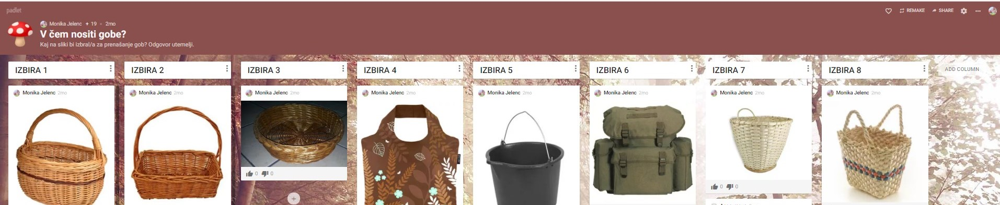 padlet
REMAKE
SHARE
Monika Jelenc + 19 • 2mo
V čem nositi gobe?
Kaj na sliki bi izbral/a za prenašanje gob? Odgovor utemelji.
IZBIRA 1
IZBIRA 2
IZBIRA 3
IZBIRA 4
IZBIRA 5
IZBIRA 6
IZBIRA 7
IZBIRA 8
ADD COLUMN
Monika Jelenc 2mo
Monika Jelenc 2mo
Monika Jelenc 2mo
Monika Jelenc 2mo
Monika Jelenc 2mo
Monika Jelenc 2mo
Monika Jelenc 2mo
Monika Jelenc 2mo
0 0
0 0